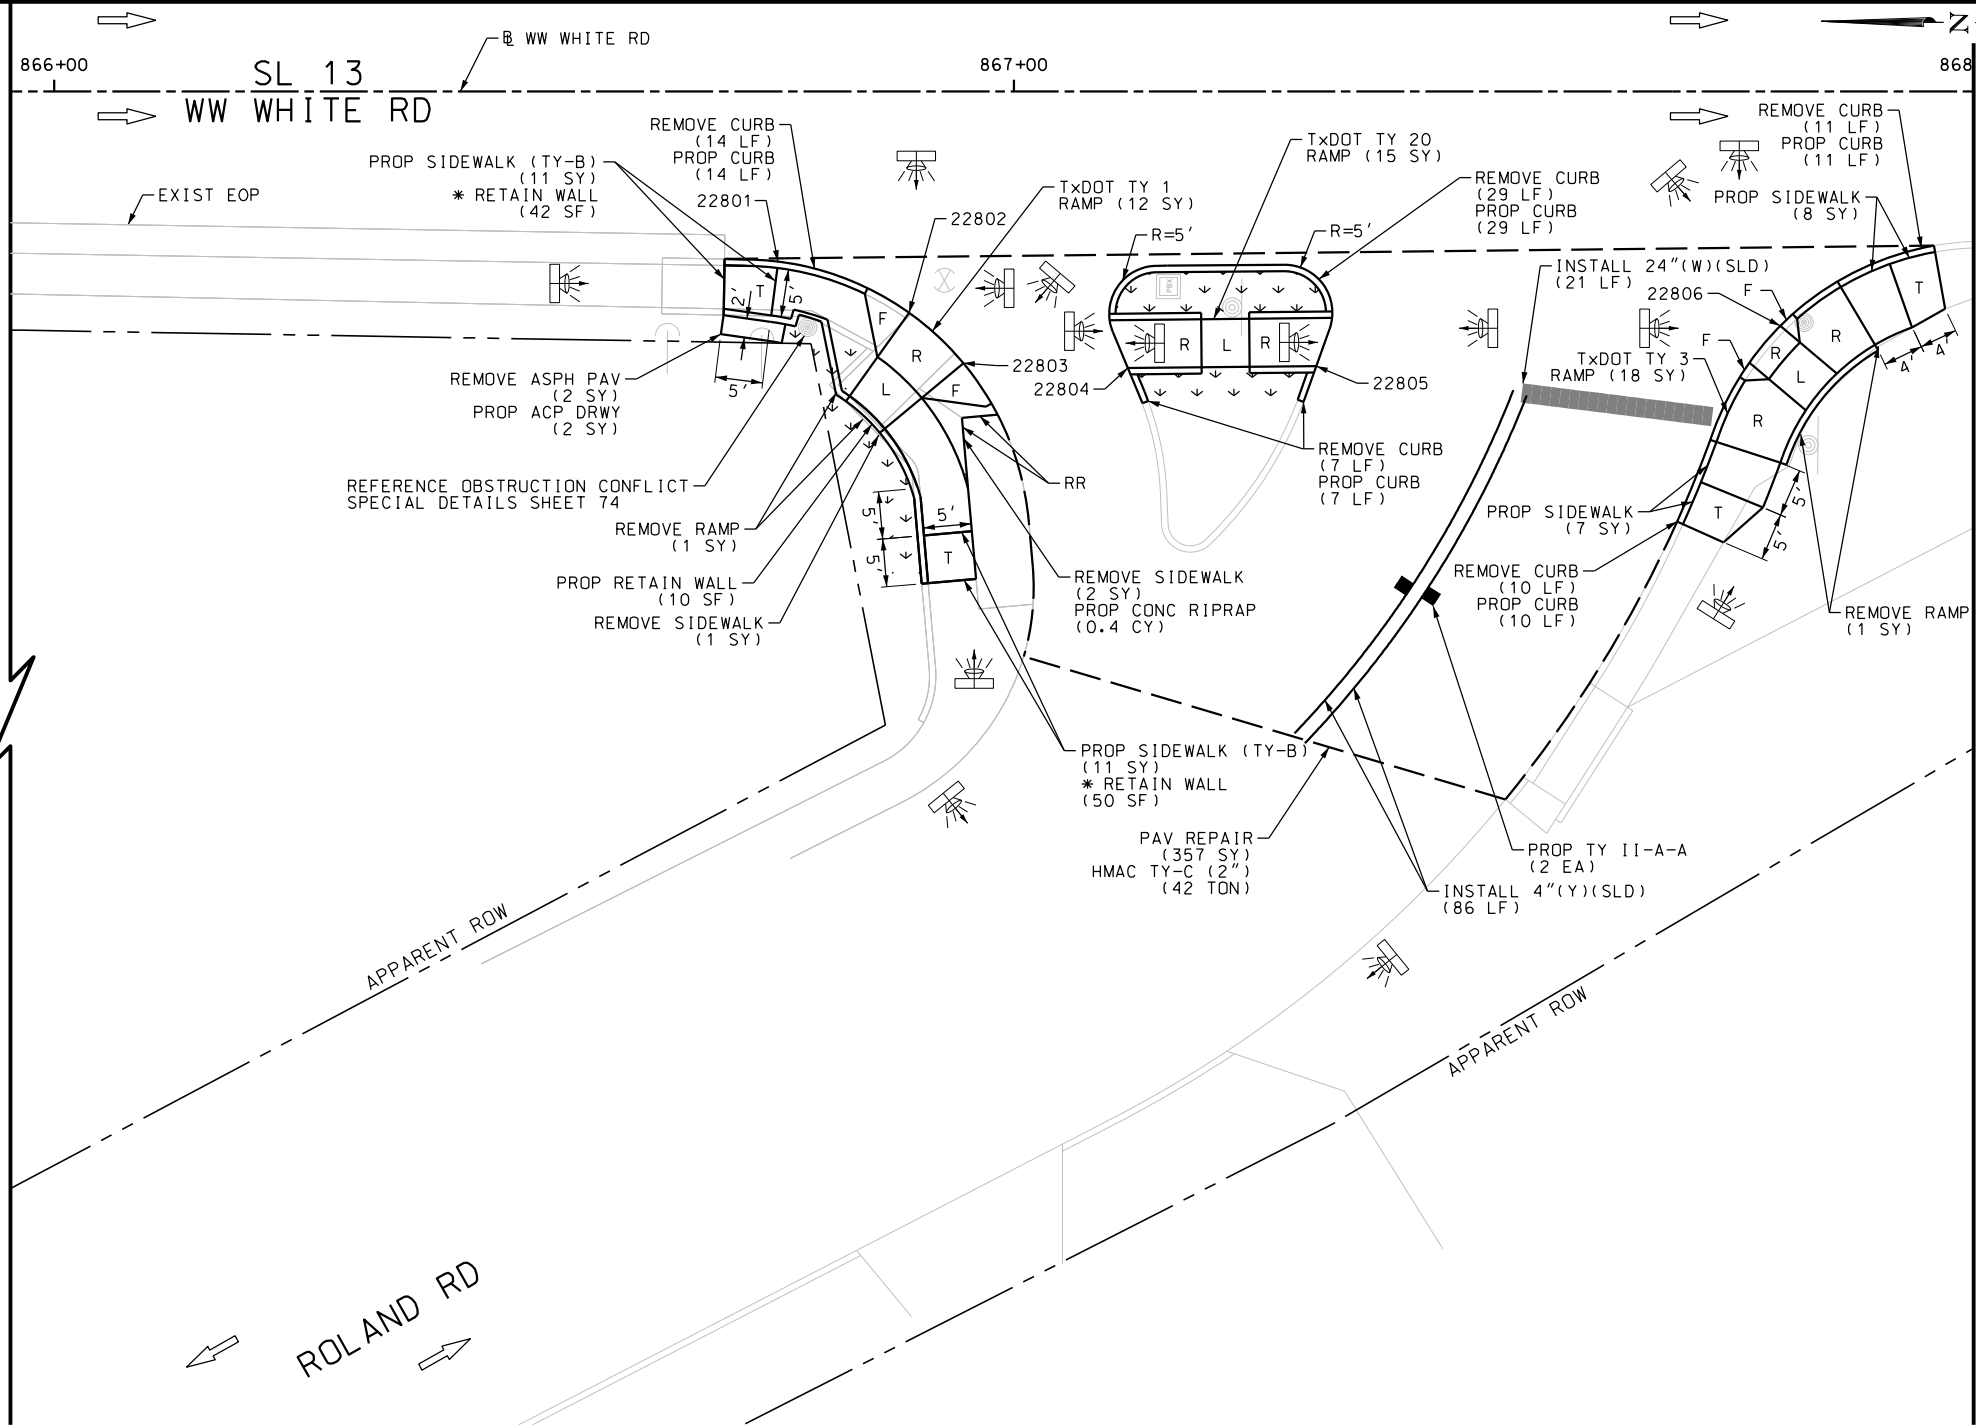 Z
℄ WW WHITE RD
866+00
867+00
868
SL 13
WW WHITE RD
EXIST EOP
PROP SIDEWALK (TY-B)
(11 SY)
* RETAIN WALL
(42 SF)
REMOVE CURB
(14 LF)
PROP CURB
(14 LF)
22801
22802
TxDOT TY 1
RAMP (12 SY)
22803
R=5'
TxDOT TY 20
RAMP (15 SY)
R=5'
REMOVE CURB
(29 LF)
PROP CURB
(29 LF)
REMOVE CURB
(11 LF)
PROP CURB
(11 LF)
PROP SIDEWALK
(8 SY)
INSTALL 24"(W)(SLD)
(21 LF)
22806
F
F
TxDOT TY 3
RAMP (18 SY)
T
2'
5'
F
R
L
F
PBX
R
L
R
22804
22805
R
R
L
R
T
4'
4'
REMOVE ASPH PAV
(2 SY)
PROP ACP DRWY
(2 SY)
5'
REFERENCE OBSTRUCTION CONFLICT
SPECIAL DETAILS SHEET 74
REMOVE RAMP
(1 SY)
PROP RETAIN WALL
(10 SF)
REMOVE SIDEWALK
(1 SY)
5'
5'
5'
T
RR
REMOVE SIDEWALK
(2 SY)
PROP CONC RIPRAP
(0.4 CY)
REMOVE CURB
(7 LF)
PROP CURB
(7 LF)
PROP SIDEWALK
(7 SY)
T
5'
5'
REMOVE CURB
(10 LF)
PROP CURB
(10 LF)
REMOVE RAMP
(1 SY)
PROP SIDEWALK (TY-B)
(11 SY)
* RETAIN WALL
(50 SF)
PAV REPAIR
(357 SY)
HMAC TY-C (2")
(42 TON)
PROP TY II-A-A
(2 EA)
INSTALL 4"(Y)(SLD)
(86 LF)
APPARENT ROW
APPARENT ROW
ROLAND RD